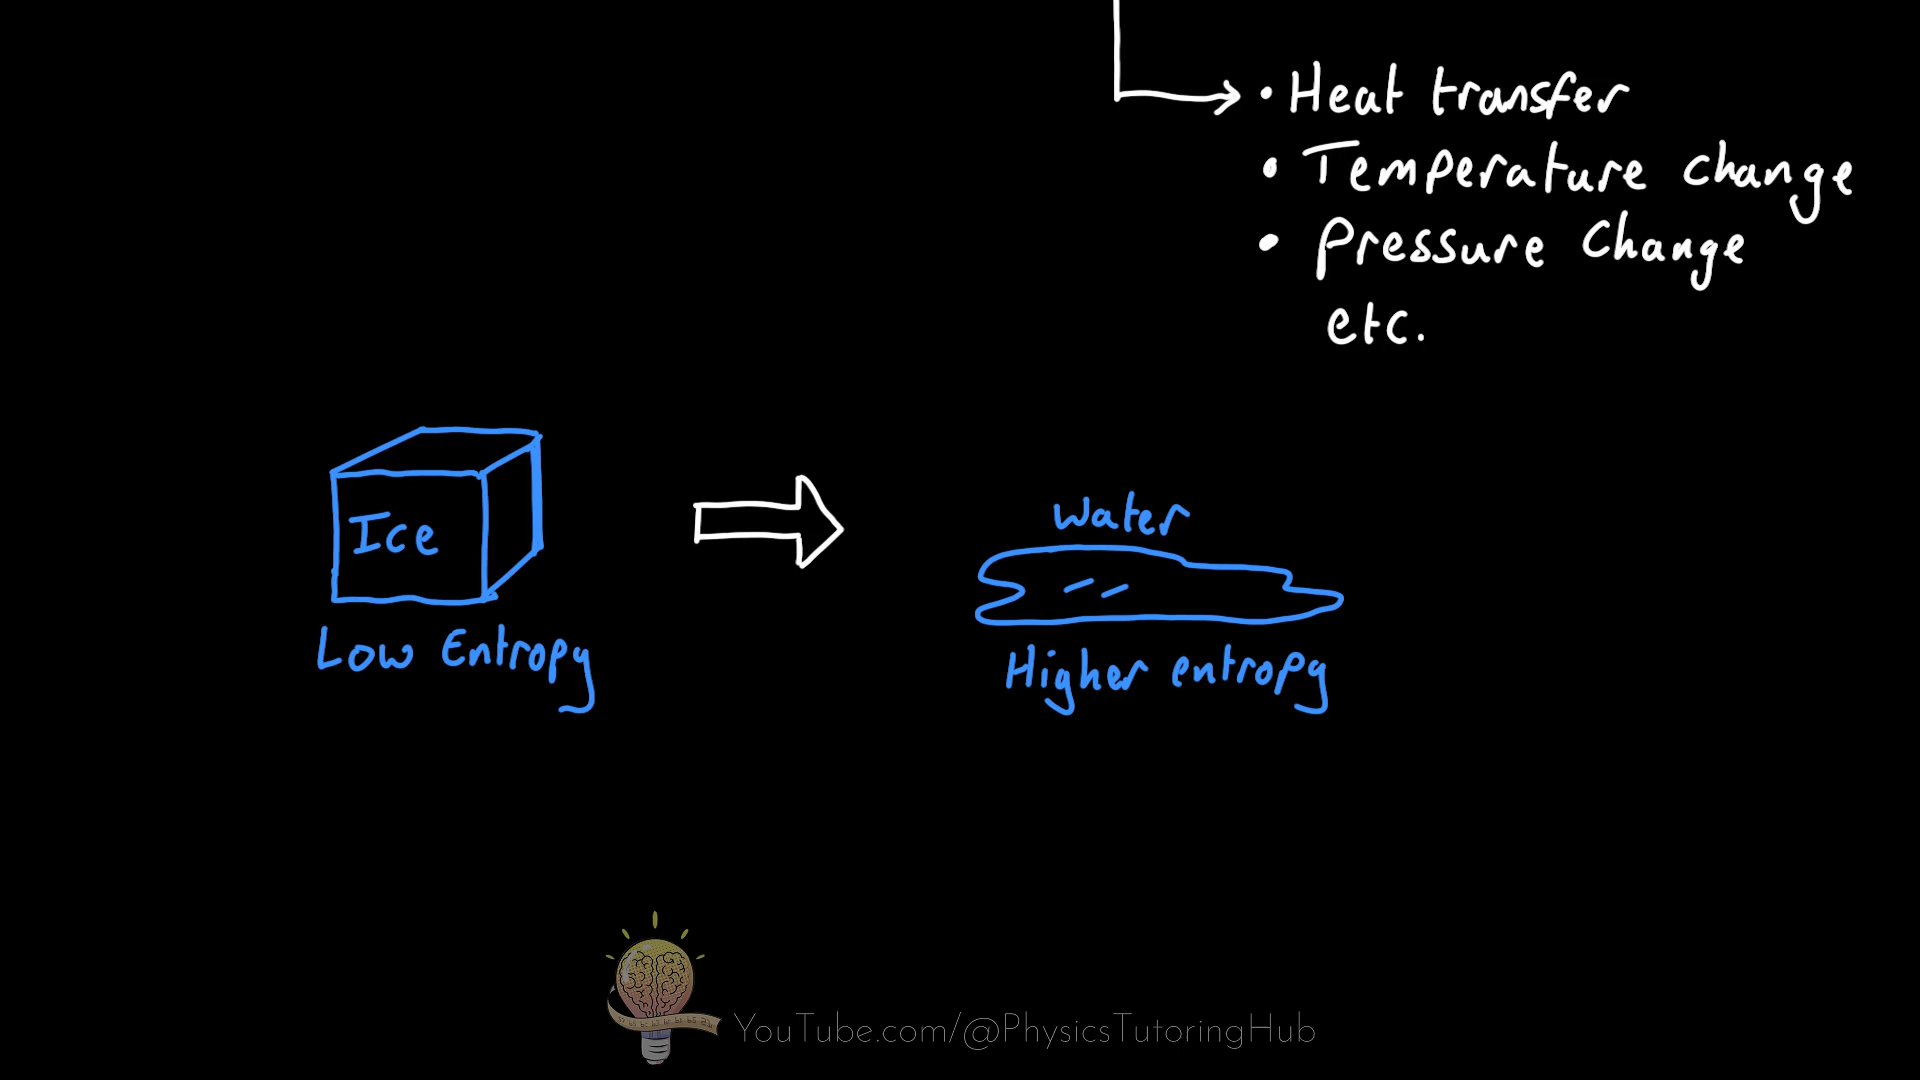 • Heat transfer
• Temperature change
• Pressure Change
etc.
Ice
Water
Low Entropy
Higher entropy
YouTube.com/@PhysicsTutoringHub